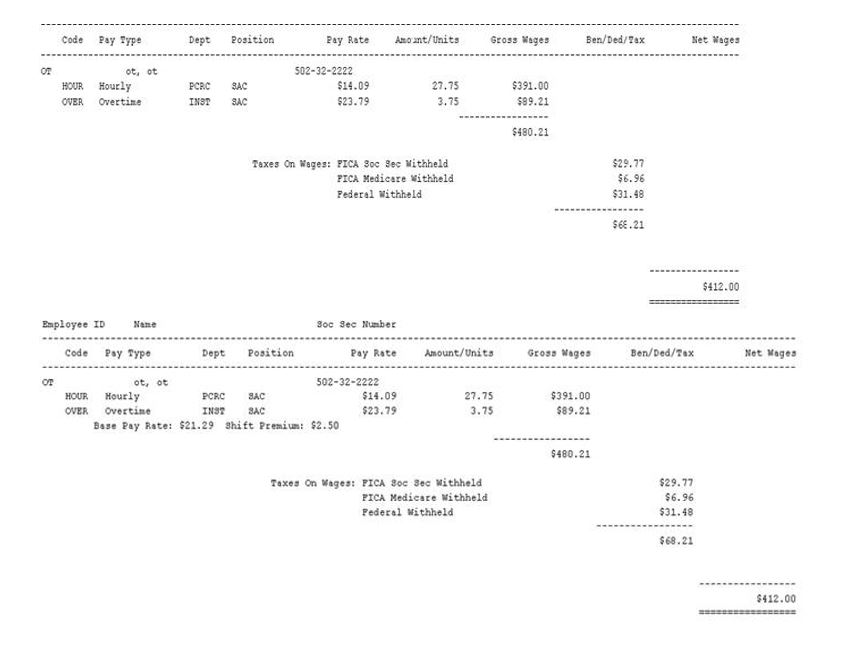 Code Pay Type Dept Position Pay Rate Amount/Units Gross Wages Ben/Ded/Tax Net Wages
OT ot, ot 502-32-2222
HOUR Hourly PCRC SAC $14.09 27.75 $391.00
OVER Overtime INST SAC $23.79 3.75 $89.21
$480.21
Taxes On Wages: FICA Soc Sec Withheld $29.77
FICA Medicare Withheld $6.96
Federal Withheld $31.48
$68.21
$412.00
Employee ID Name Soc Sec Number
Code Pay Type Dept Position Pay Rate Amount/Units Gross Wages Ben/Ded/Tax Net Wages
OT ot, ot 502-32-2222
HOUR Hourly PCRC SAC $14.09 27.75 $391.00
OVER Overtime INST SAC $23.79 3.75 $89.21
Base Pay Rate: $21.29 Shift Premium: $2.50
$480.21
Taxes On Wages: FICA Soc Sec Withheld $29.77
FICA Medicare Withheld $6.96
Federal Withheld $31.48
$68.21
$412.00